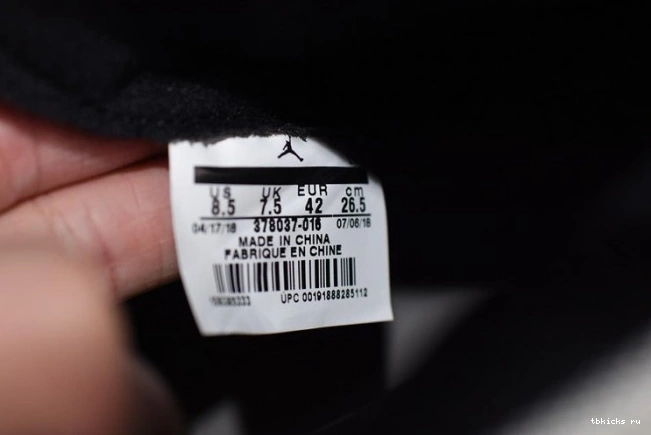 US UK EUR cm
8.5 7.5 42 26.5
04/17/18 378037-016 07/06/18
MADE IN CHINA
FABRIQUE EN CHINE
UPC 00191888285112
tbkicks ru